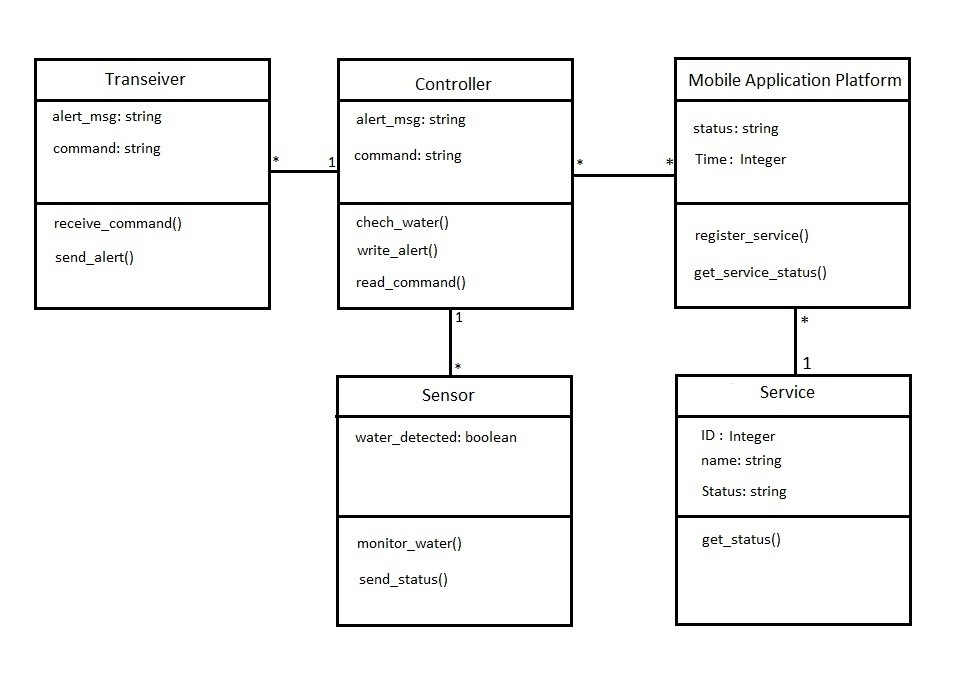 Transeiver
alert_msg: string
command: string
receive_command()
send_alert()
*
1
Controller
alert_msg: string
command: string
chech_water()
write_alert()
read_command()
*
*
Mobile Application Platform
status: string
Time: Integer
register_service()
get_service_status()
1
*
Sensor
water_detected: boolean
monitor_water()
send_status()
*
1
Service
ID : Integer
name: string
Status: string
get_status()